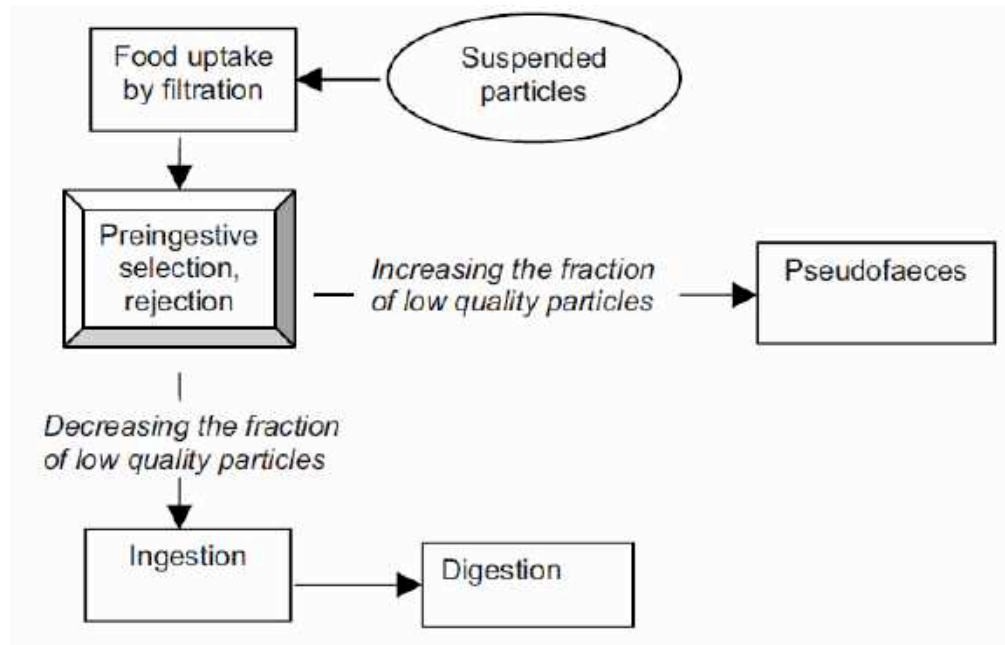 Food uptake
by filtration
Suspended
particles
Preingestive
selection,
rejection
Increasing the fraction
of low quality particles
Pseudofaeces
Decreasing the fraction
of low quality particles
Ingestion
Digestion